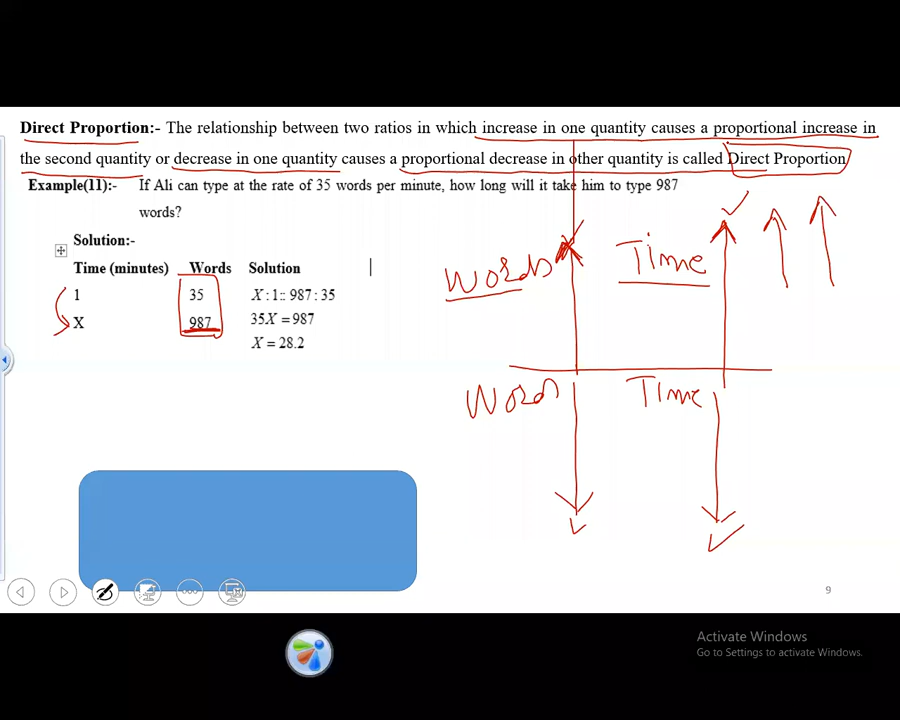 Direct Proportion:- The relationship between two ratios in which increase in one quantity causes a proportional increase in
the second quantity or decrease in one quantity causes a proportional decrease in other quantity is called Direct Proportion.
Example(11):- If Ali can type at the rate of 35 words per minute, how long will it take him to type 987
words?
Solution:-
Time (minutes) Words Solution
1 35 X : 1 :: 987 : 35
X 987 35X = 987
X = 28.2
Words Time
Word Time
9
Activate Windows
Go to Settings to activate Windows.